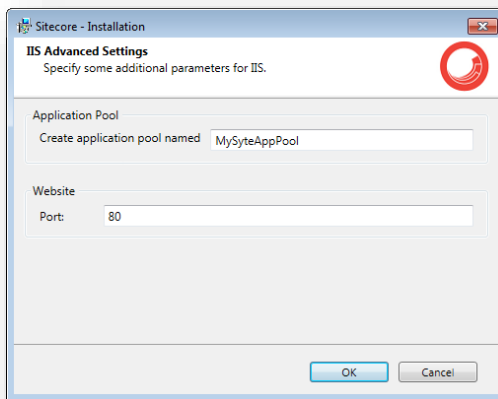 Sitecore - Installation
IIS Advanced Settings
Specify some additional parameters for IIS.
Application Pool
Create application pool named MySyteAppPool
Website
Port: 80
OK Cancel